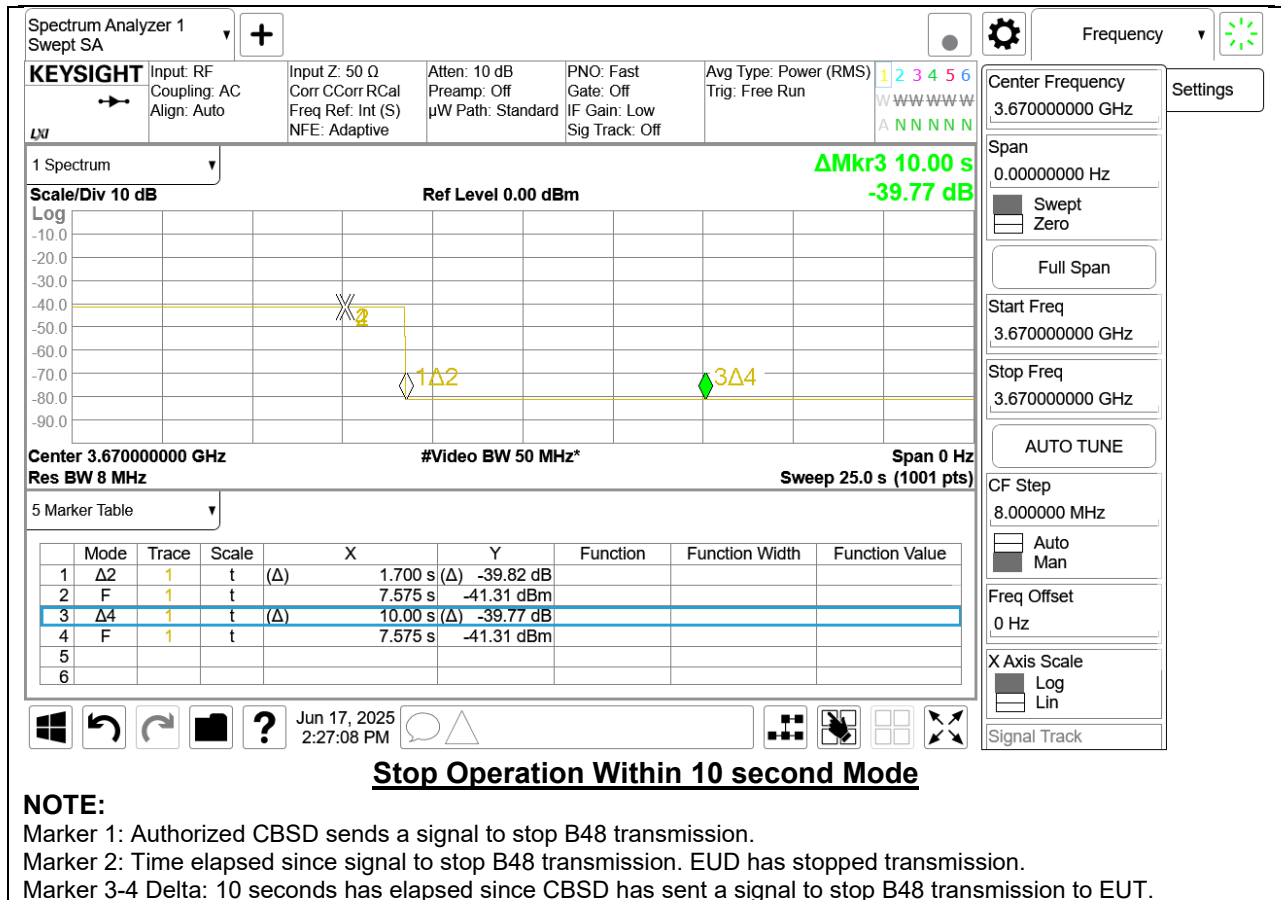 Spectrum Analyzer 1
Swept SA
Frequency
KEYSIGHT
LXI
Input: RF
Coupling: AC
Align: Auto
Input Z: 50 Ω
Corr CCorr RCal
Freq Ref: Int (S)
NFE: Adaptive
Atten: 10 dB
Preamp: Off
µW Path: Standard
PNO: Fast
Gate: Off
IF Gain: Low
Sig Track: Off
Avg Type: Power (RMS)
Trig: Free Run
1 2 3 4 5 6
W W W W W W
A N N N N N
1 Spectrum
ΔMkr3 10.00 s
-39.77 dB
Scale/Div 10 dB
Ref Level 0.00 dBm
Log
-10.0
-20.0
-30.0
-40.0
-50.0
-60.0
-70.0
-80.0
-90.0
1Δ2
3Δ4
Center 3.670000000 GHz
#Video BW 50 MHz*
Span 0 Hz
Res BW 8 MHz
Sweep 25.0 s (1001 pts)
5 Marker Table
Mode Trace Scale X Y Function Function Width Function Value
1 Δ2 1 t (Δ) 1.700 s (Δ) -39.82 dB
2 F 1 t 7.575 s -41.31 dBm
3 Δ4 1 t (Δ) 10.00 s (Δ) -39.77 dB
4 F 1 t 7.575 s -41.31 dBm
5
6
Jun 17, 2025
2:27:08 PM
Center Frequency
3.670000000 GHz
Settings
Span
0.00000000 Hz
Swept
Zero
Full Span
Start Freq
3.670000000 GHz
Stop Freq
3.670000000 GHz
AUTO TUNE
CF Step
8.000000 MHz
Auto
Man
Freq Offset
0 Hz
X Axis Scale
Log
Lin
Signal Track
Stop Operation Within 10 second Mode
NOTE:
Marker 1: Authorized CBSD sends a signal to stop B48 transmission.
Marker 2: Time elapsed since signal to stop B48 transmission. EUD has stopped transmission.
Marker 3-4 Delta: 10 seconds has elapsed since CBSD has sent a signal to stop B48 transmission to EUT.